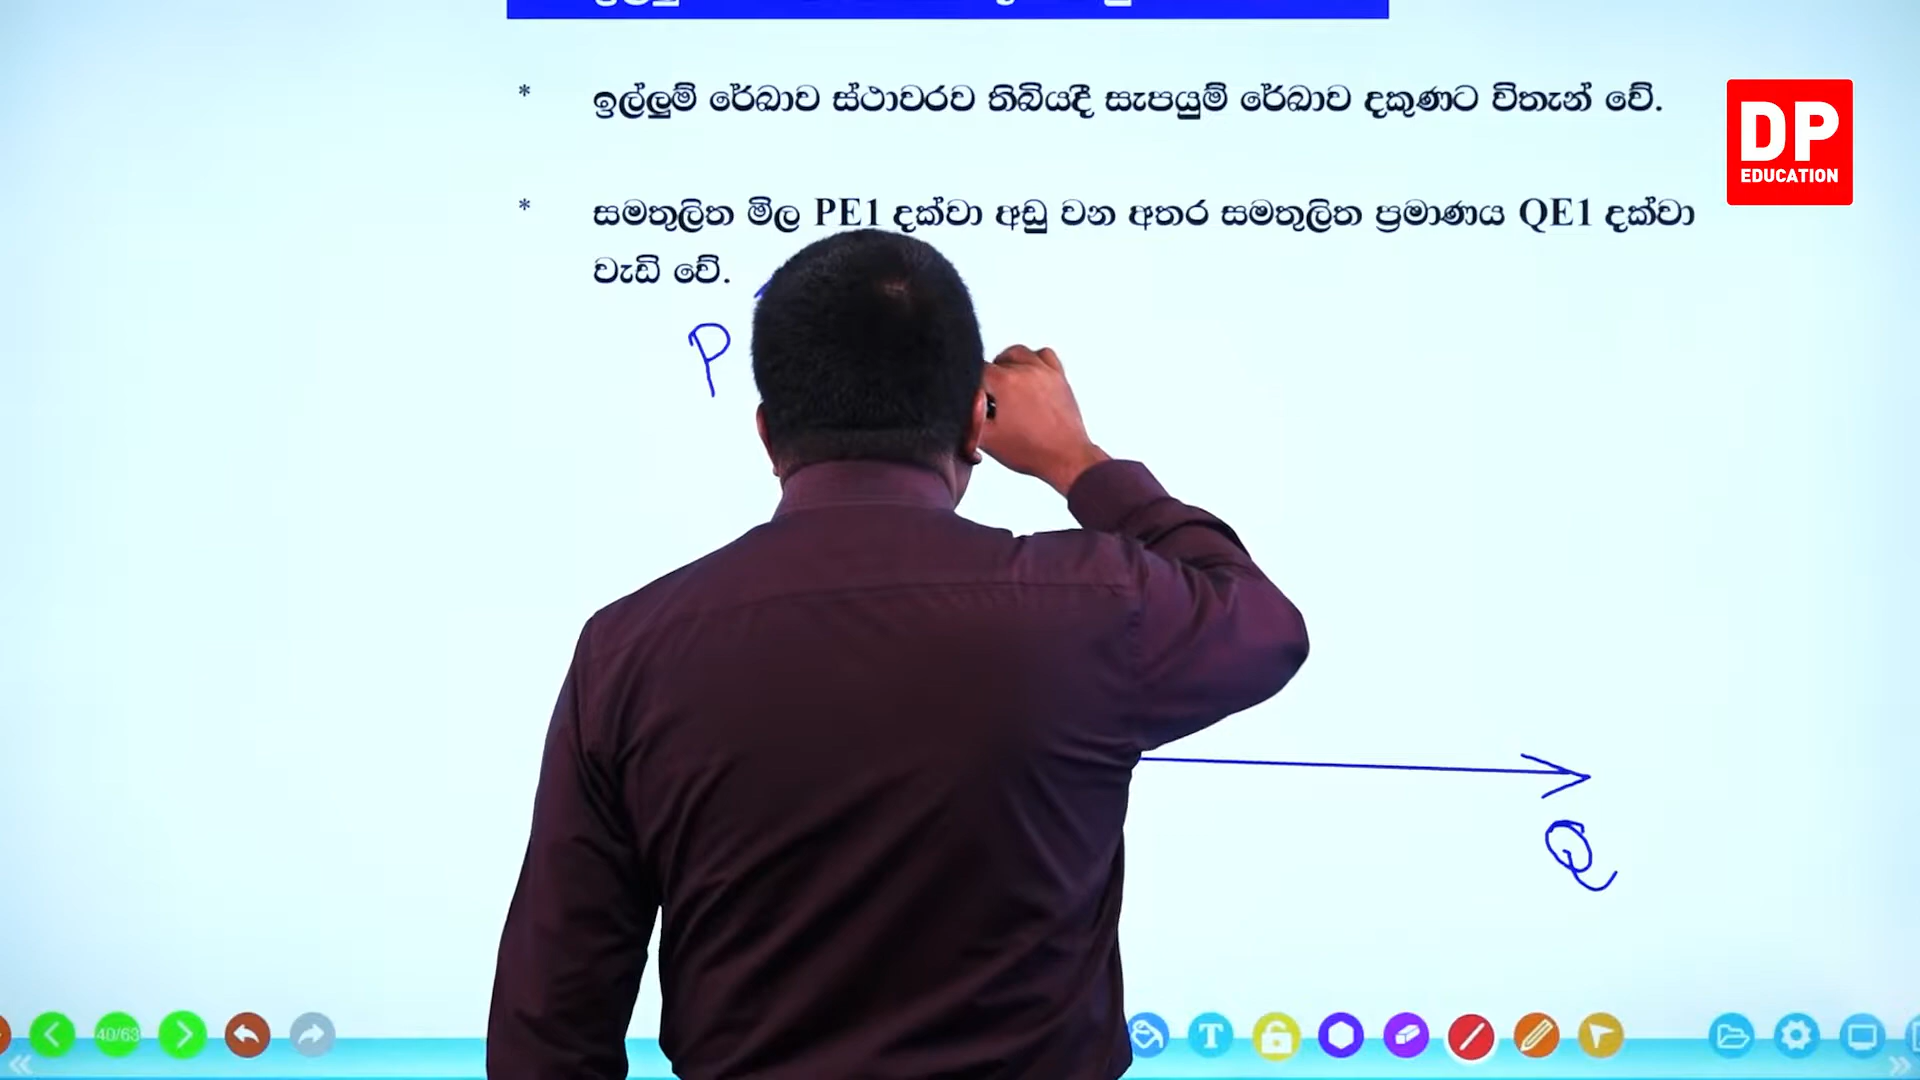 * ඉල්ලුම් රේඛාව ස්ථාවරව තිබියදී සැපයුම් රේඛාව දකුණට විතැන් වේ.
DP
EDUCATION
* සමතුලිත මිල PE1 දක්වා අඩු වන අතර සමතුලිත ප්‍රමාණය QE1 දක්වා
වැඩි වේ.
P
Q
40/63
T